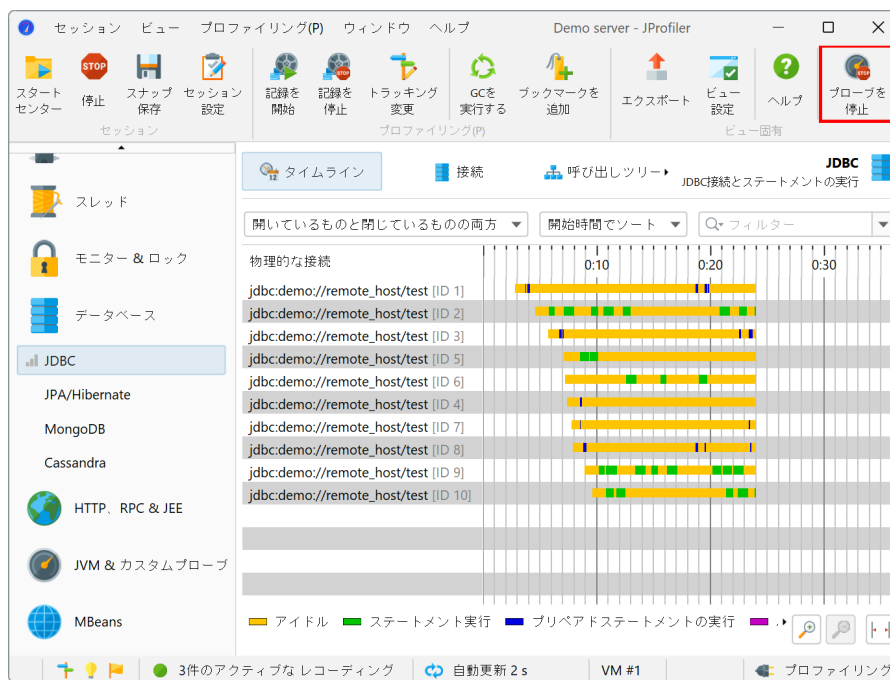 セッション ビュー プロファイリング(P) ウィンドウ ヘルプ Demo server - JProfiler
スタート
センター
STOP
停止
スナップ
保存
セッション
設定
セッション
記録を
開始
STOP
記録を
停止
トラッキング
変更
プロファイリング(P)
GCを
実行する
ブックマークを
追加
エクスポート
ビュー
設定
ヘルプ
STOP
プローブを
停止
ビュー固有
スレッド
モニター & ロック
データベース
JDBC
JPA/Hibernate
MongoDB
Cassandra
HTTP、RPC & JEE
JVM & カスタムプローブ
MBeans
12
タイムライン
接続
呼び出しツリー
JDBC
JDBC接続とステートメントの実行
開いているものと閉じているものの両方
開始時間でソート
フィルター
物理的な接続 0:10 0:20 0:30
jdbc:demo://remote_host/test [ID 1]
jdbc:demo://remote_host/test [ID 2]
jdbc:demo://remote_host/test [ID 3]
jdbc:demo://remote_host/test [ID 5]
jdbc:demo://remote_host/test [ID 6]
jdbc:demo://remote_host/test [ID 4]
jdbc:demo://remote_host/test [ID 7]
jdbc:demo://remote_host/test [ID 8]
jdbc:demo://remote_host/test [ID 9]
jdbc:demo://remote_host/test [ID 10]
アイドル ステートメント実行 プリペアドステートメントの実行
3件のアクティブな レコーディング 自動更新 2 s VM #1 プロファイリング